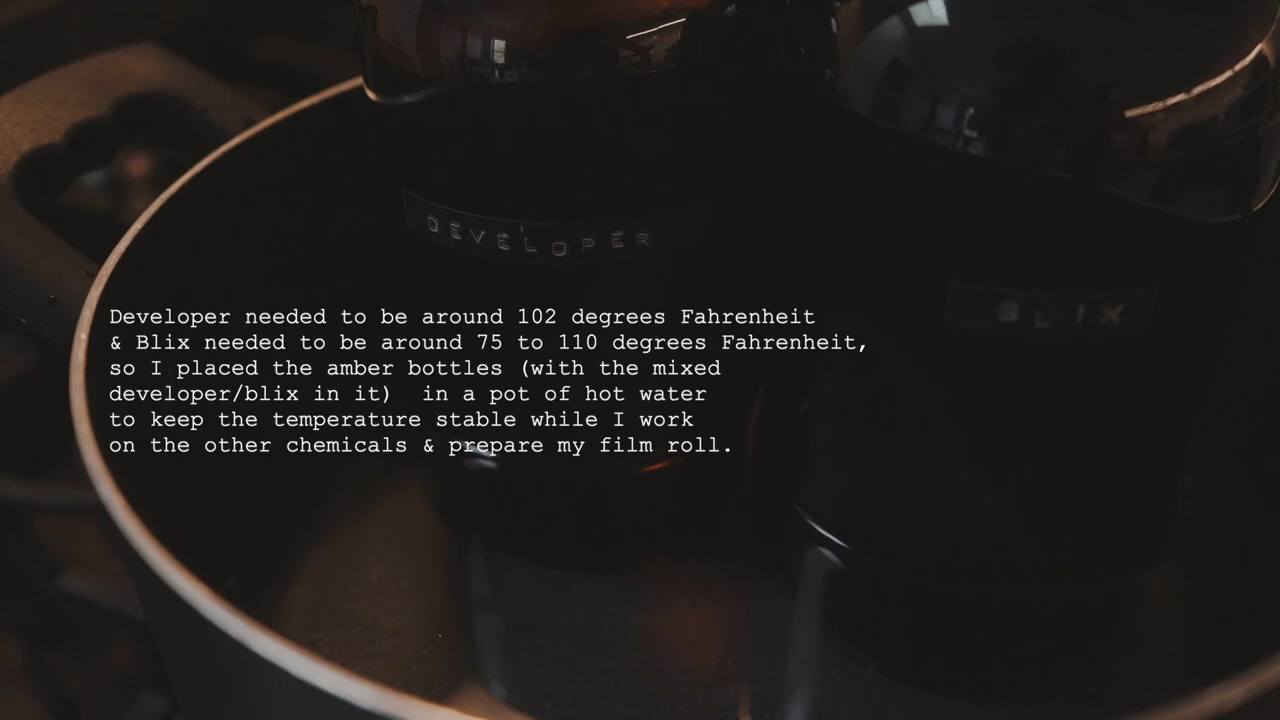 DEVELOPER
BLIX
Developer needed to be around 102 degrees Fahrenheit
& Blix needed to be around 75 to 110 degrees Fahrenheit,
so I placed the amber bottles (with the mixed
developer/blix in it)  in a pot of hot water
to keep the temperature stable while I work
on the other chemicals & prepare my film roll.